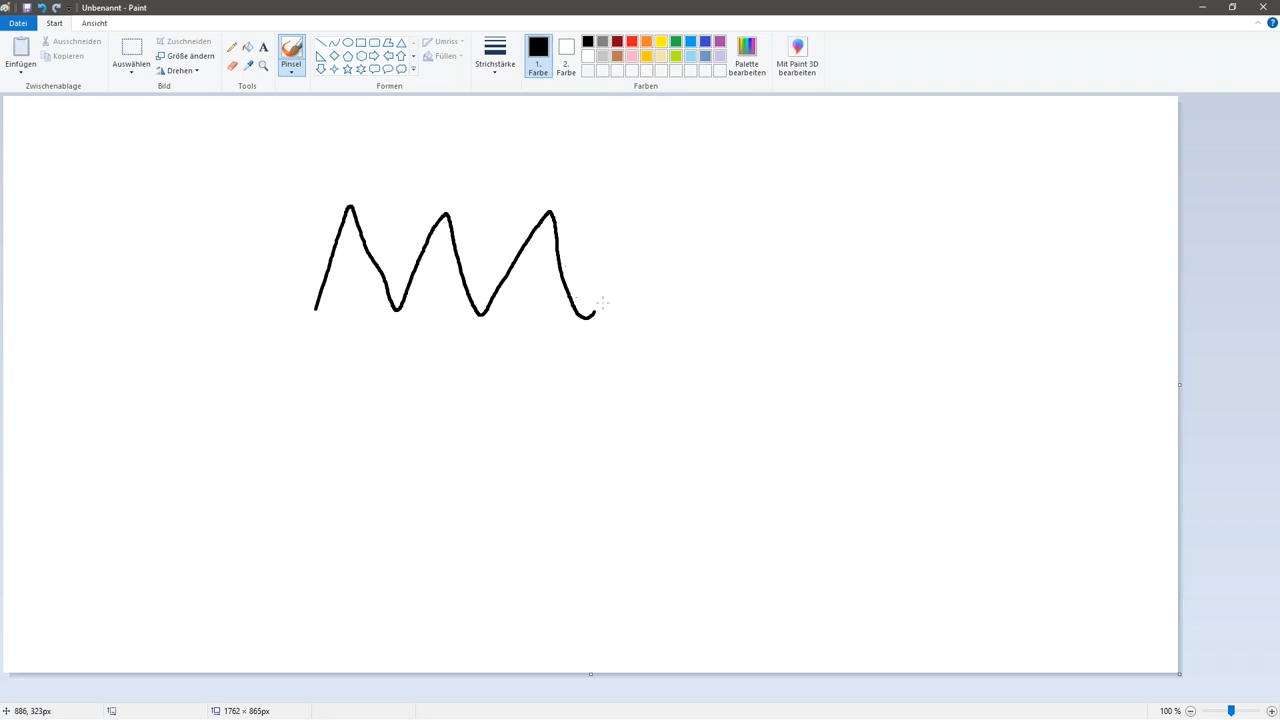 Unbenannt - Paint
Datei Start Ansicht
Einfügen
Ausschneiden
Kopieren
Zwischenablage
Auswählen
Zuschneiden
Größe ändern
Drehen
Bild
A
Tools
Pinsel
Umriss
Füllen
Formen
Strichstärke
1. Farbe
2. Farbe
Palette bearbeiten
Farben
Mit Paint 3D bearbeiten
886, 323px
1762 × 865px
100 %